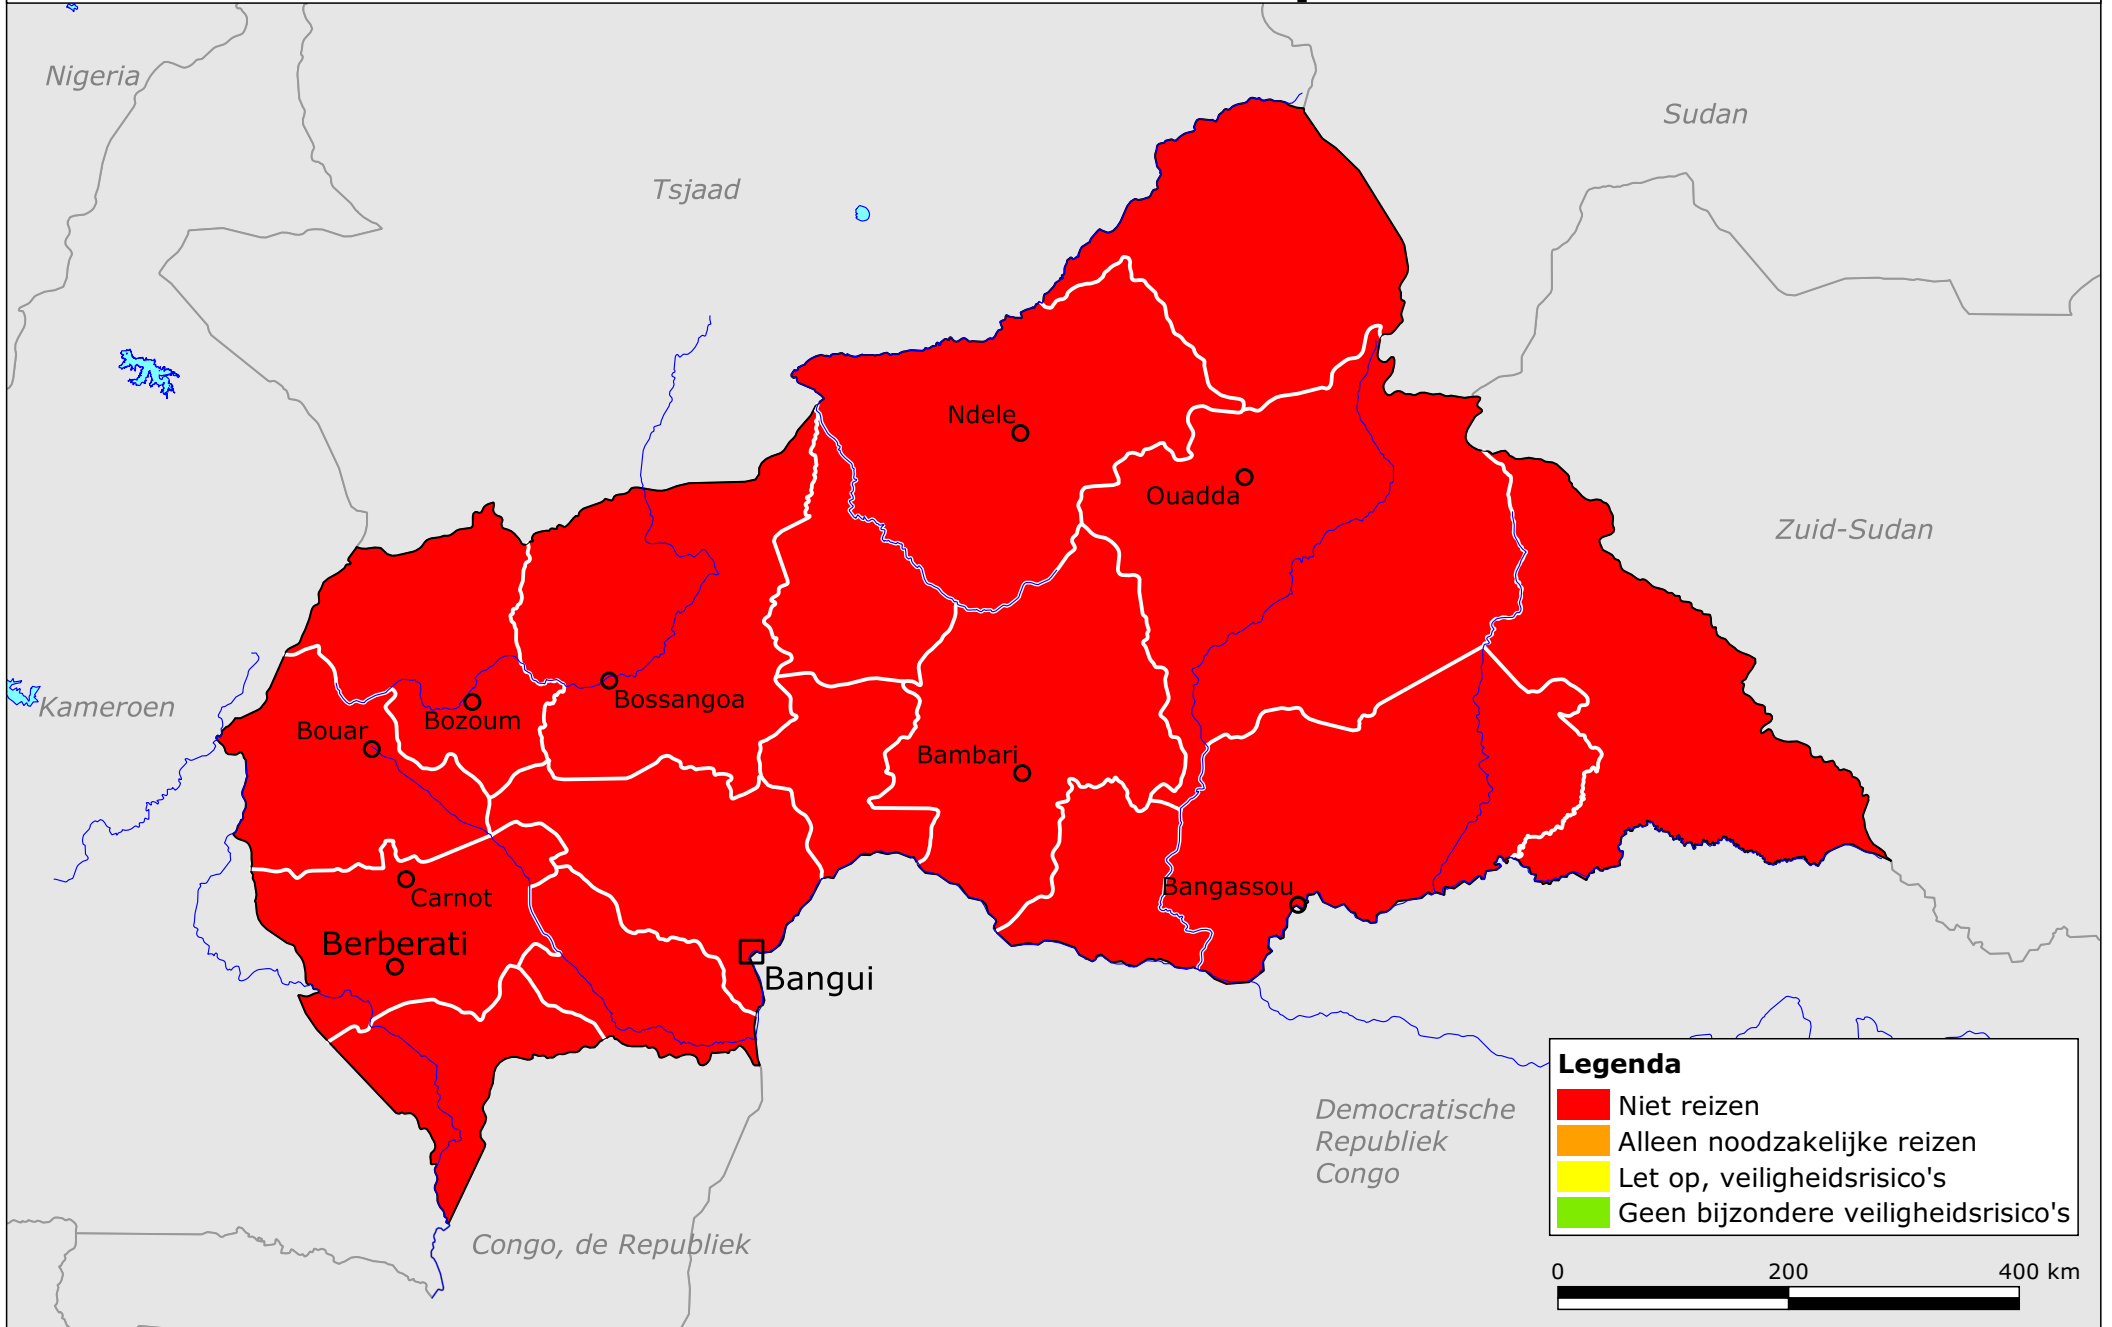 Nigeria
Sudan
Tsjaad
Ndele
Ouadda
Zuid-Sudan
Kameroen
Bossangoa
Bozoum
Bouar
Bambari
Bangassou
Carnot
Berberati
Bangui
Democratische
Republiek
Congo
Congo, de Republiek
Legenda
Niet reizen
Alleen noodzakelijke reizen
Let op, veiligheidsrisico's
Geen bijzondere veiligheidsrisico's
0 200 400 km